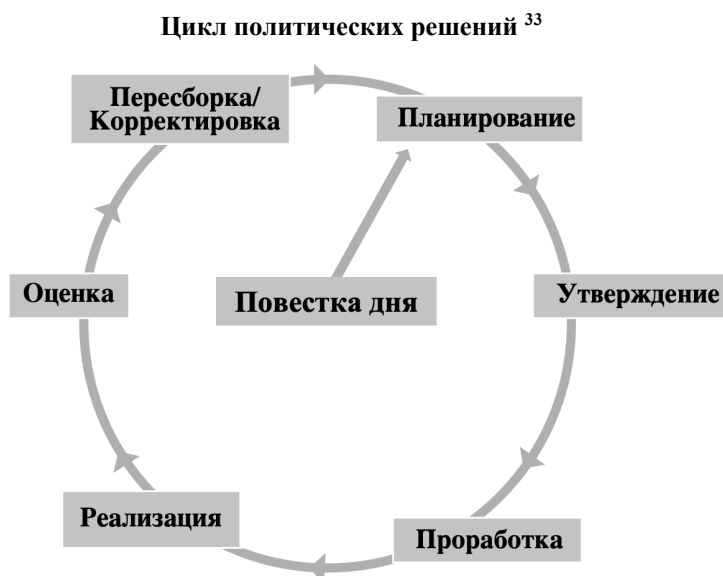 Цикл политических решений 33
Пересборка/
Корректировка
Планирование
Утверждение
Проработка
Реализация
Оценка
Повестка дня